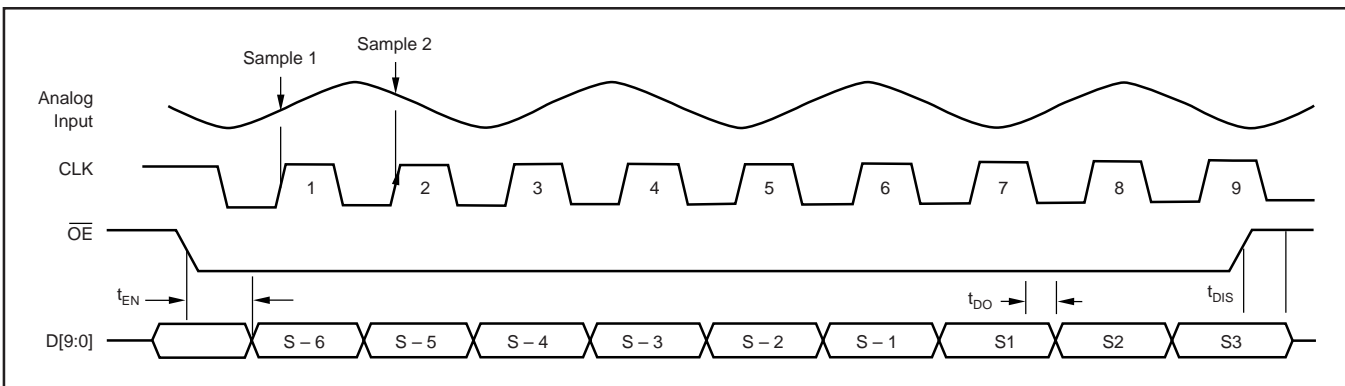 Sample 1
Sample 2
Analog
Input
CLK
1 2 3 4 5 6 7 8 9
OE
tEN
tDO
tDIS
D[9:0]
S – 6 S – 5 S – 4 S – 3 S – 2 S – 1 S1 S2 S3